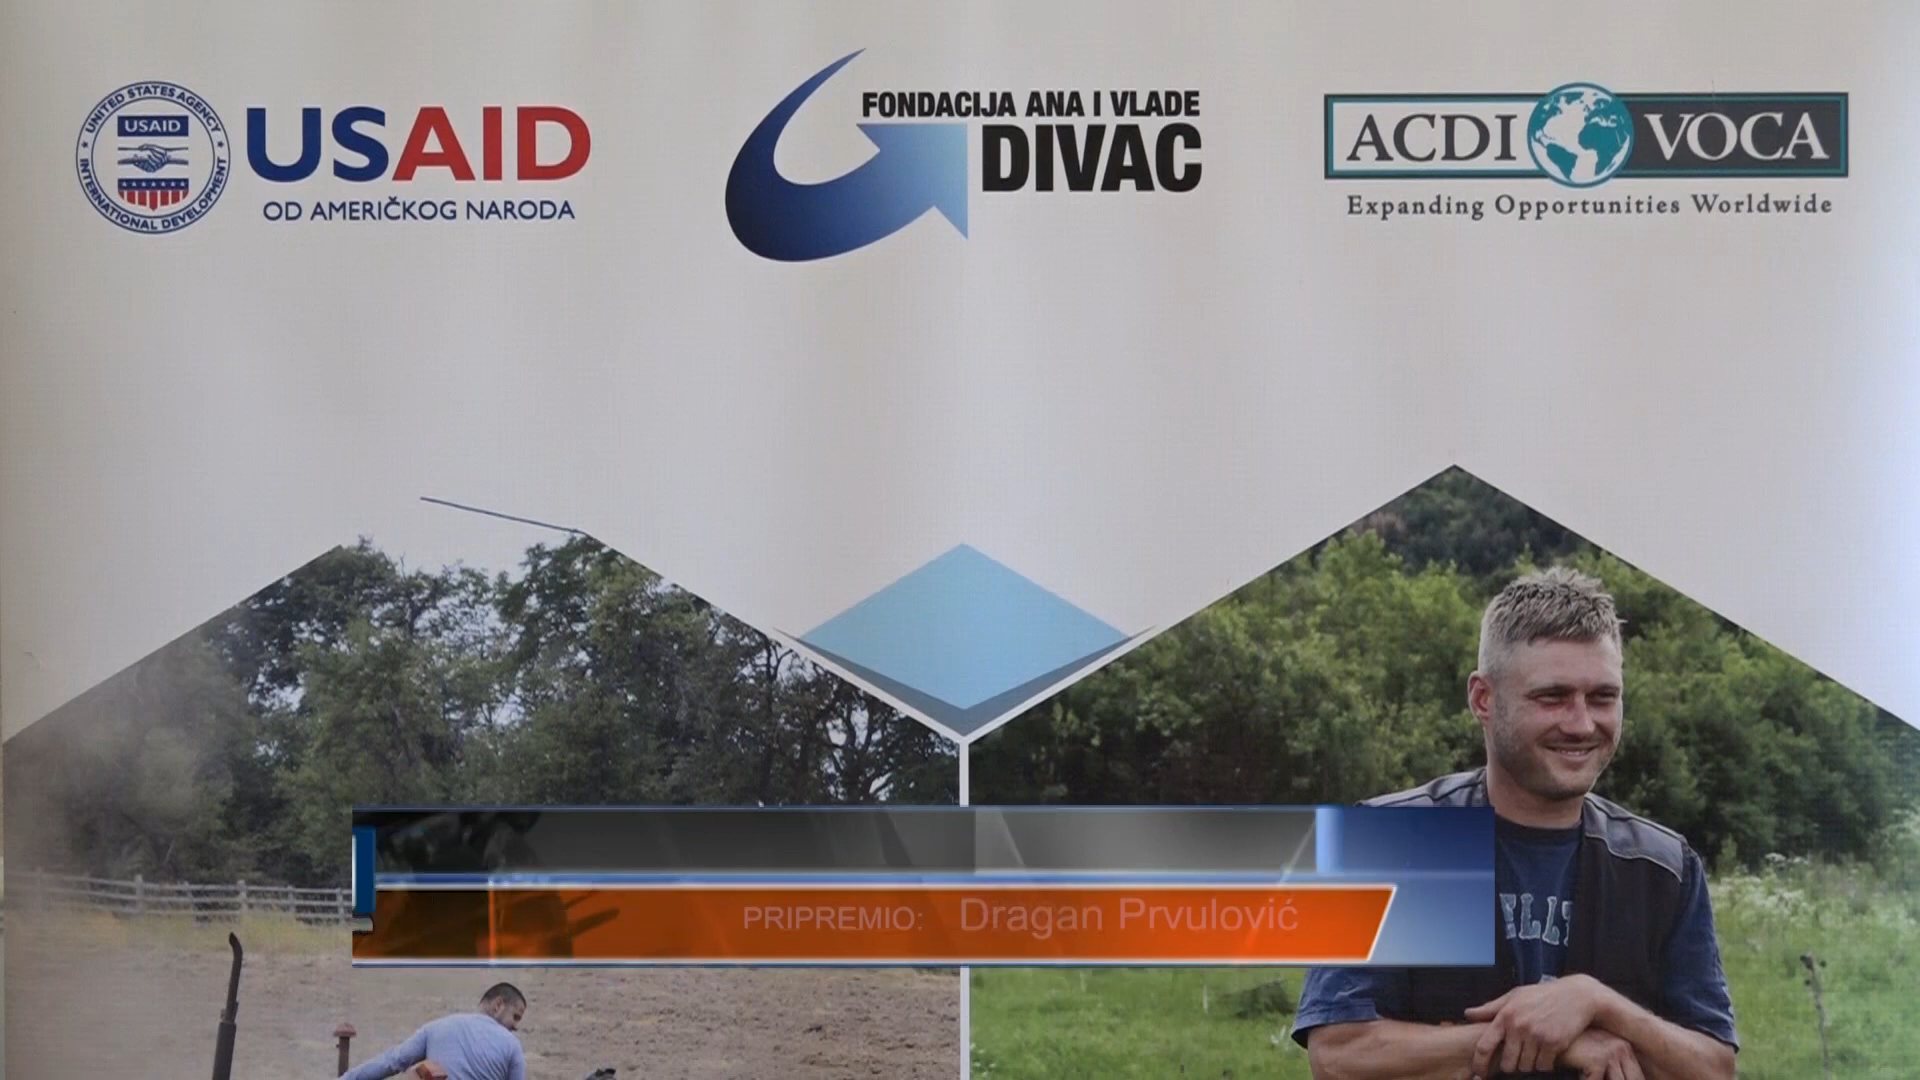 UNITED STATES AGENCY
USAID
INTERNATIONAL DEVELOPMENT
USAID
OD AMERIČKOG NARODA
FONDACIJA ANA I VLADE
DIVAC
ACDI VOCA
Expanding Opportunities Worldwide
PRIPREMIO: Dragan Prvulović